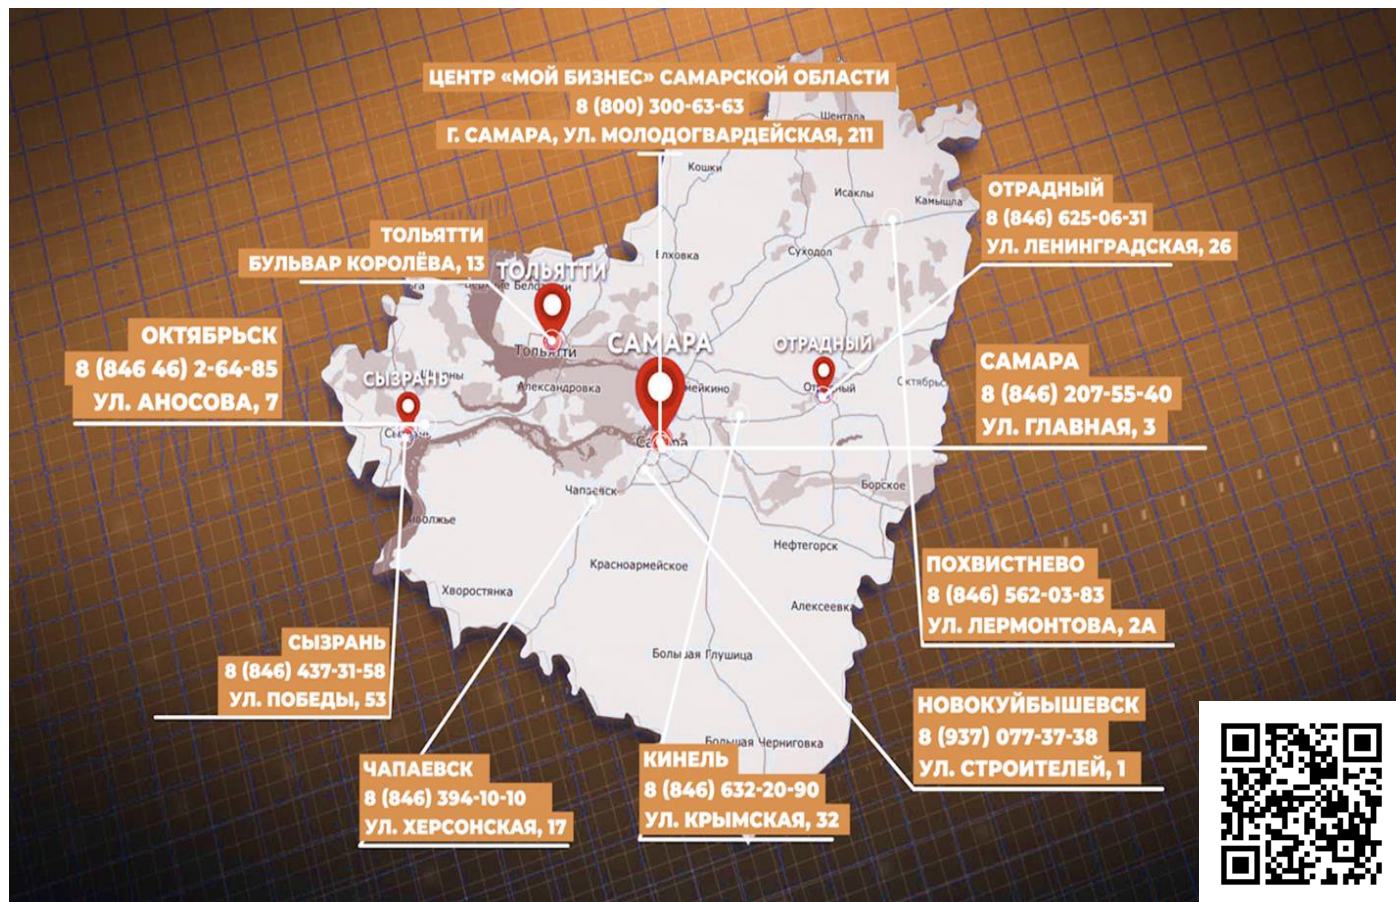 ЦЕНТР «МОЙ БИЗНЕС» САМАРСКОЙ ОБЛАСТИ
8 (800) 300-63-63
Г. САМАРА, УЛ. МОЛОДОГВАРДЕЙСКАЯ, 211
Шентала
Кошки
Исаклы
Камышла
ОТРАДНЫЙ
8 (846) 625-06-31
УЛ. ЛЕНИНГРАДСКАЯ, 26
ТОЛЬЯТТИ
БУЛЬВАР КОРОЛЁВА, 13
Елховка
Суходол
ТОЛЬЯТТИ
ОКТЯБРЬСК
8 (846 46) 2-64-85
УЛ. АНОСОВА, 7
САМАРА
ОТРАДНЫЙ
Тольятти
СЫЗРАНЬ
Александровка
Отрадный
САМАРА
8 (846) 207-55-40
УЛ. ГЛАВНАЯ, 3
Сызрань
Самара
Чапаевск
Борское
Нефтегорск
Красноармейское
Хворостянка
Алексеевка
ПОХВИСТНЕВО
8 (846) 562-03-83
УЛ. ЛЕРМОНТОВА, 2А
Большая Глушица
СЫЗРАНЬ
8 (846) 437-31-58
УЛ. ПОБЕДЫ, 53
НОВОКУЙБЫШЕВСК
8 (937) 077-37-38
УЛ. СТРОИТЕЛЕЙ, 1
Большая Черниговка
ЧАПАЕВСК
8 (846) 394-10-10
УЛ. ХЕРСОНСКАЯ, 17
КИНЕЛЬ
8 (846) 632-20-90
УЛ. КРЫМСКАЯ, 32